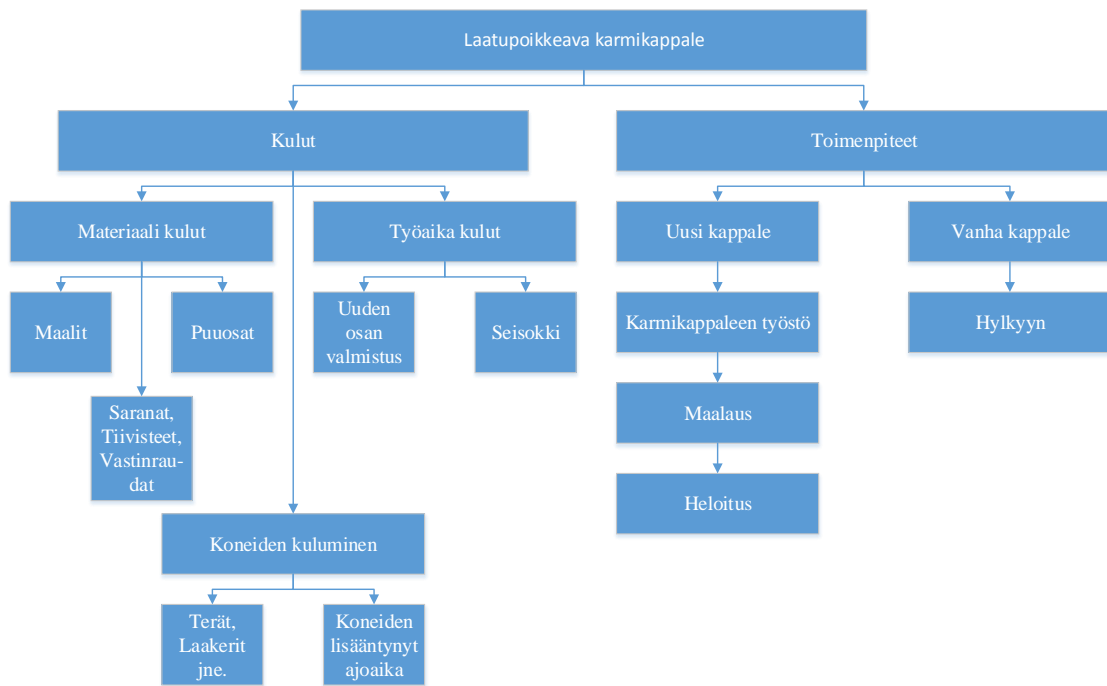 Laatupoikkeava karmikappale
Kulut
Toimenpiteet
Materiaali kulut
Työaika kulut
Uusi kappale
Vanha kappale
Maalit
Puuosat
Uuden
osan
valmistus
Seisokki
Karmikappaleen työstö
Hylkyyn
Saranat,
Tiivisteet,
Vastinrau-
dat
Maalaus
Heloitus
Koneiden kuluminen
Terät,
Laakerit
jne.
Koneiden
lisääntynyt
ajoaika